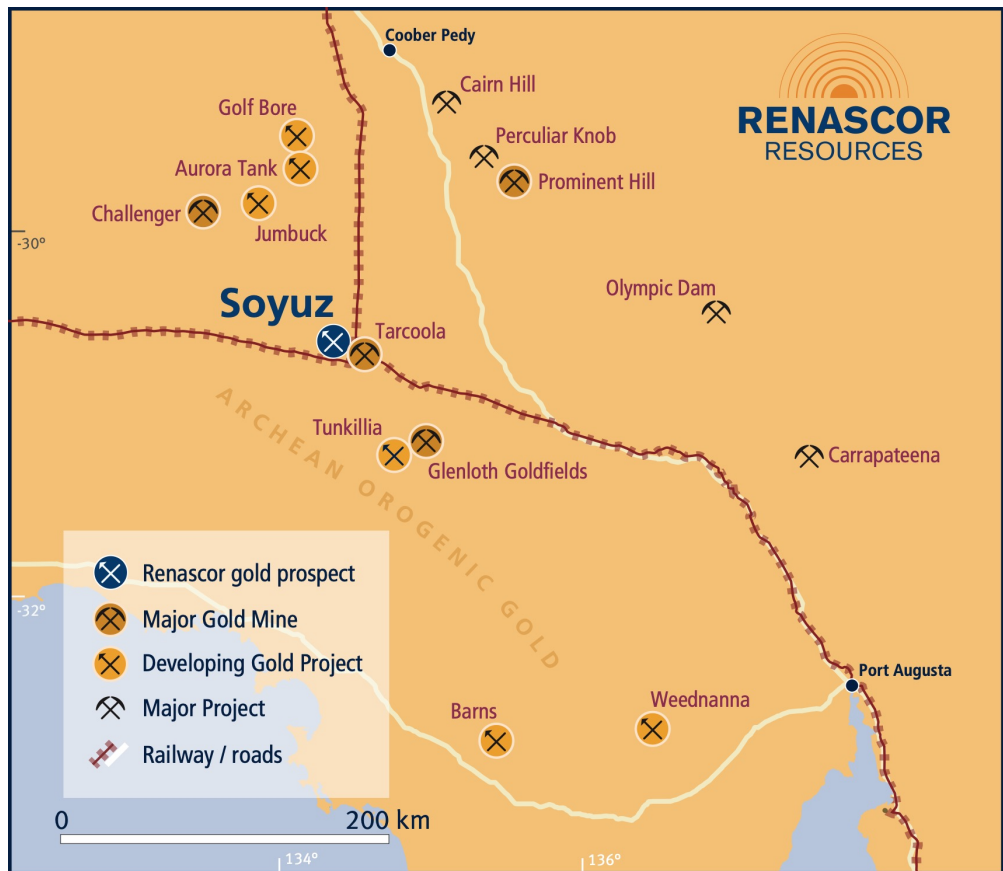 Coober Pedy
Cairn Hill
RENASCOR
RESOURCES
Golf Bore
Perculiar Knob
Aurora Tank
Prominent Hill
Challenger
Jumbuck
-30°
Olympic Dam
Soyuz
Tarcoola
ARCHEAN OROGENIC GOLD
Tunkillia
Glenloth Goldfields
Carrapateena
Renascor gold prospect
-32°
Major Gold Mine
Developing Gold Project
Major Project
Railway / roads
Port Augusta
Barns
Weednanna
0 200 km
134° 136°